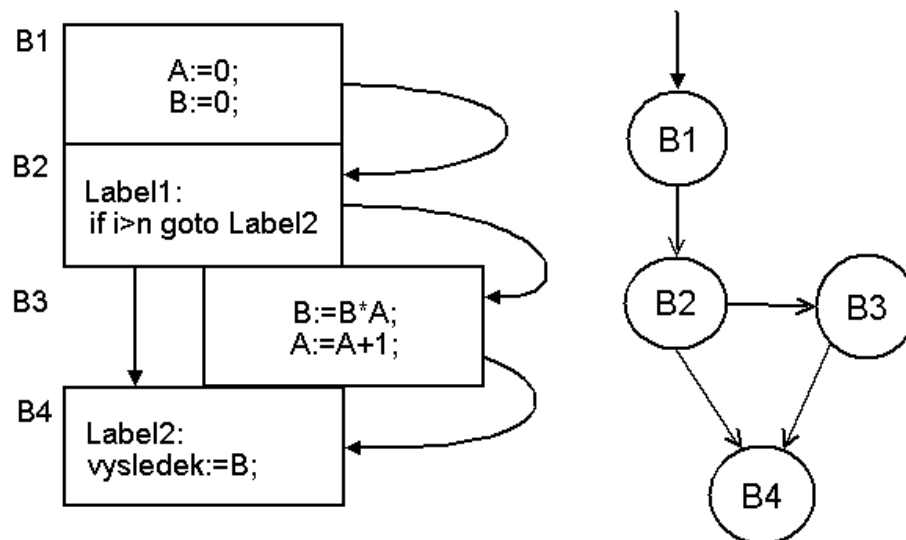 B1
A:=0;
B:=0;
B2
Label1:
if i>n goto Label2
B3
B:=B*A;
A:=A+1;
B4
Label2:
vysledek:=B;
B1
B2
B3
B4